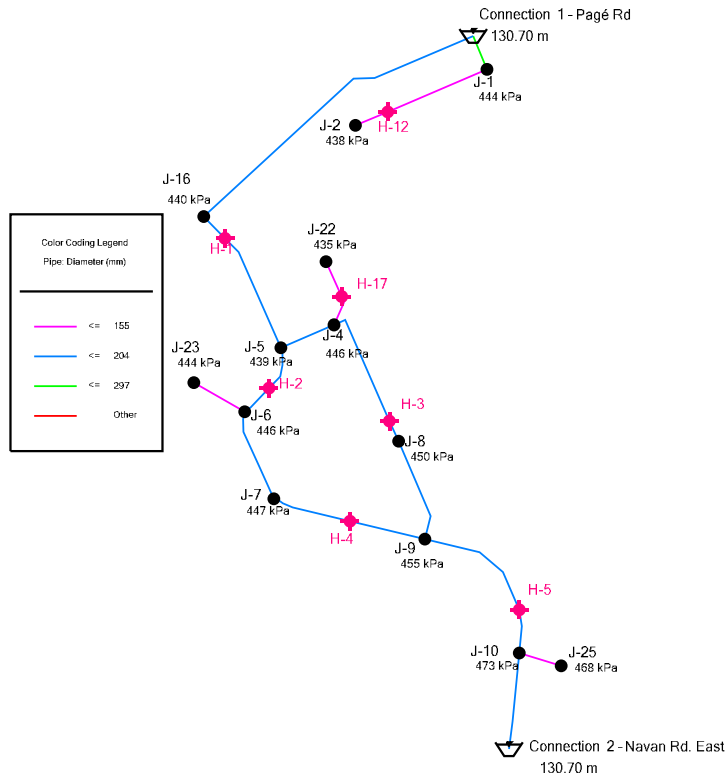 Connection 1 - Pagé Rd
130.70 m
J-1
444 kPa
J-2
438 kPa
H-12
J-16
440 kPa
H-1
J-22
435 kPa
H-17
J-4
446 kPa
J-5
439 kPa
J-23
444 kPa
H-2
J-6
446 kPa
H-3
J-8
450 kPa
J-7
447 kPa
H-4
J-9
455 kPa
H-5
J-10
473 kPa
J-25
468 kPa
Connection 2 - Navan Rd. East
130.70 m
Color Coding Legend
Pipe: Diameter (mm)
<= 155
<= 204
<= 297
Other